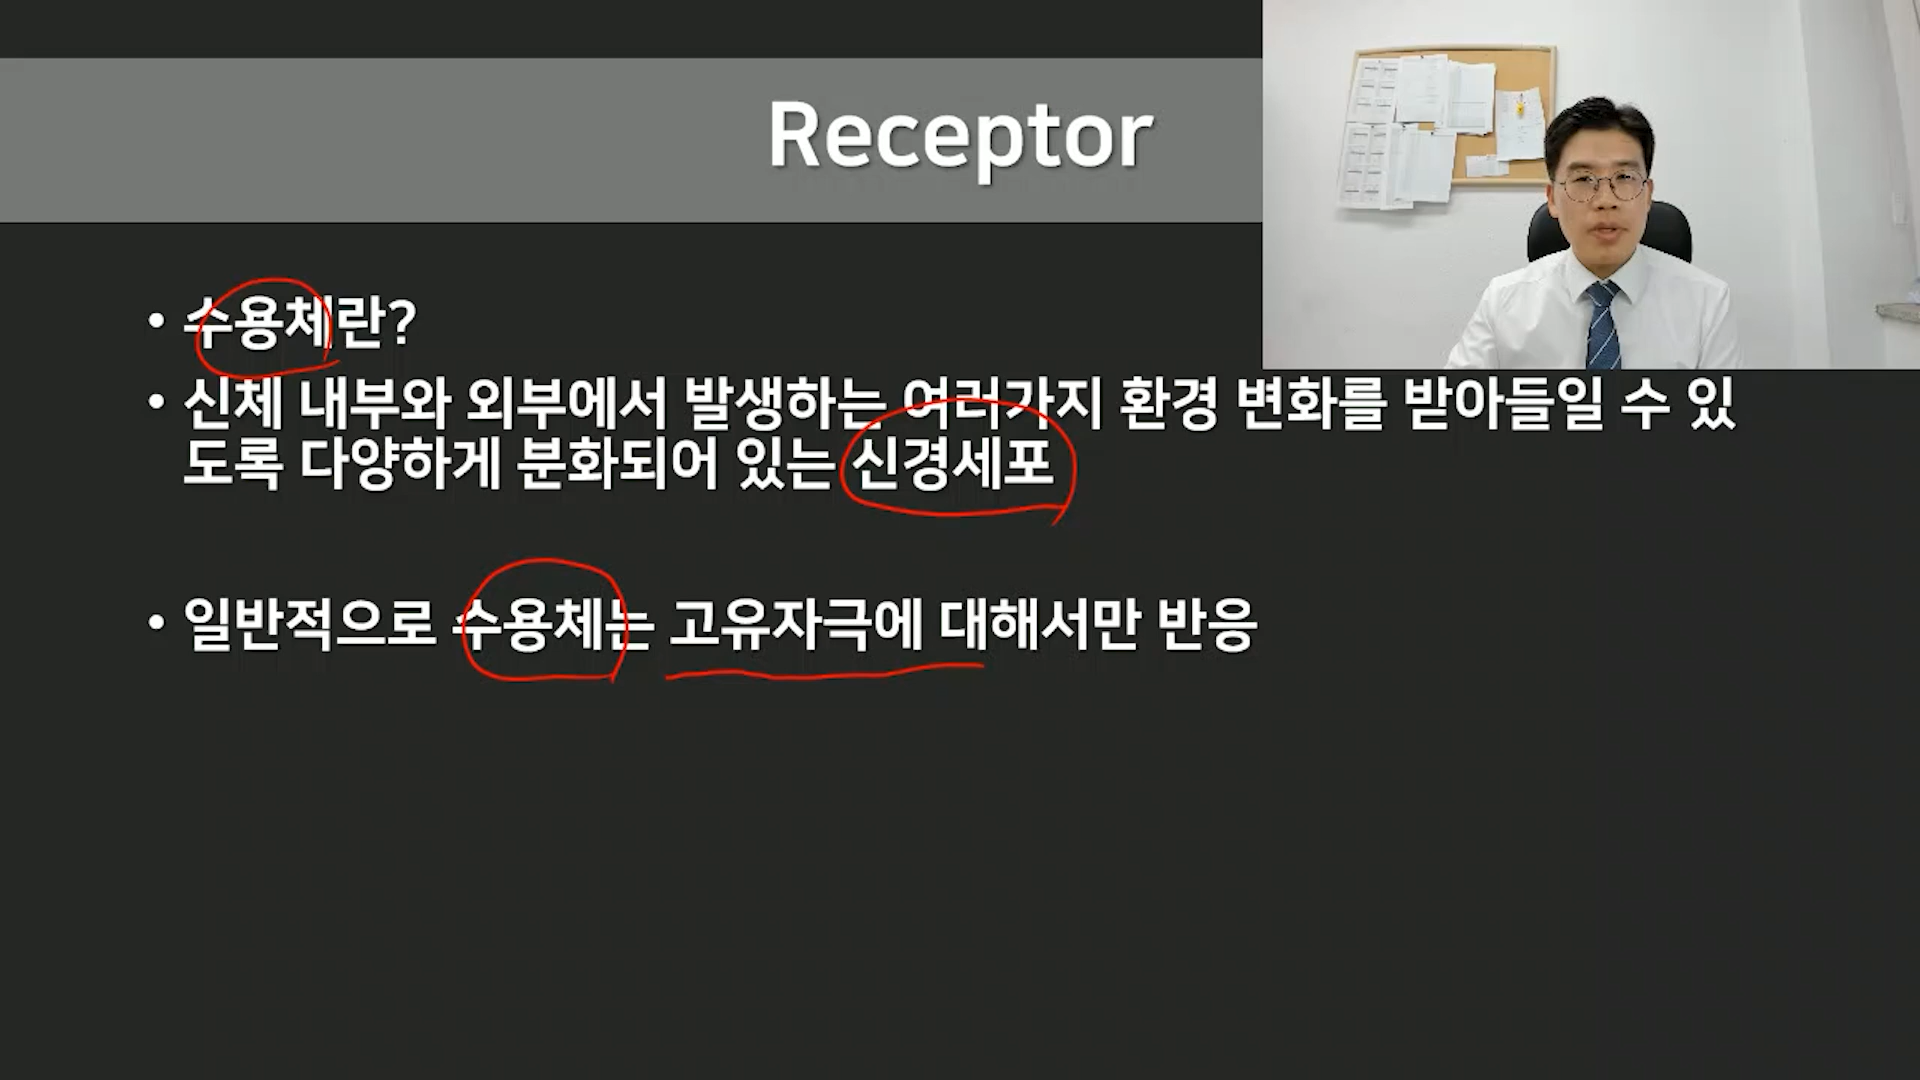 Receptor
• 수용체란?
• 신체 내부와 외부에서 발생하는 여러가지 환경 변화를 받아들일 수 있
도록 다양하게 분화되어 있는 신경세포
• 일반적으로 수용체는 고유자극에 대해서만 반응